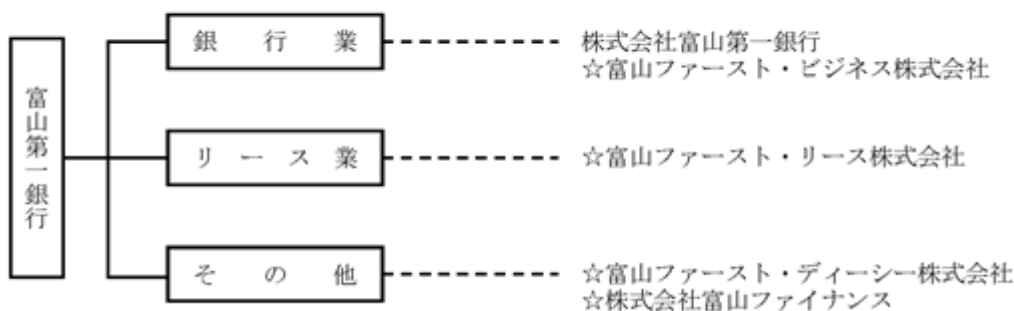 富山第一銀行
銀行業
株式会社富山第一銀行
☆富山ファースト・ビジネス株式会社
リース業
☆富山ファースト・リース株式会社
その他
☆富山ファースト・ディーシー株式会社
☆株式会社富山ファイナンス